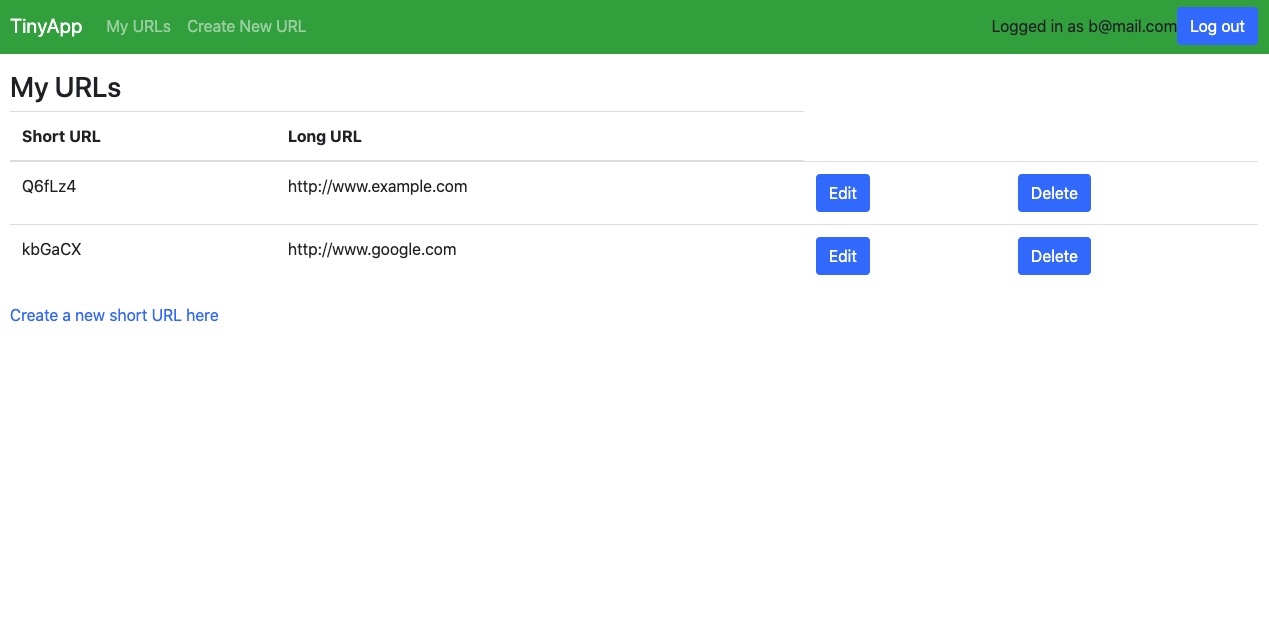 TinyApp My URLs Create New URL Logged in as b@mail.com Log out
My URLs
Short URL Long URL
Q6fLz4 http://www.example.com Edit Delete
kbGaCX http://www.google.com Edit Delete
Create a new short URL here